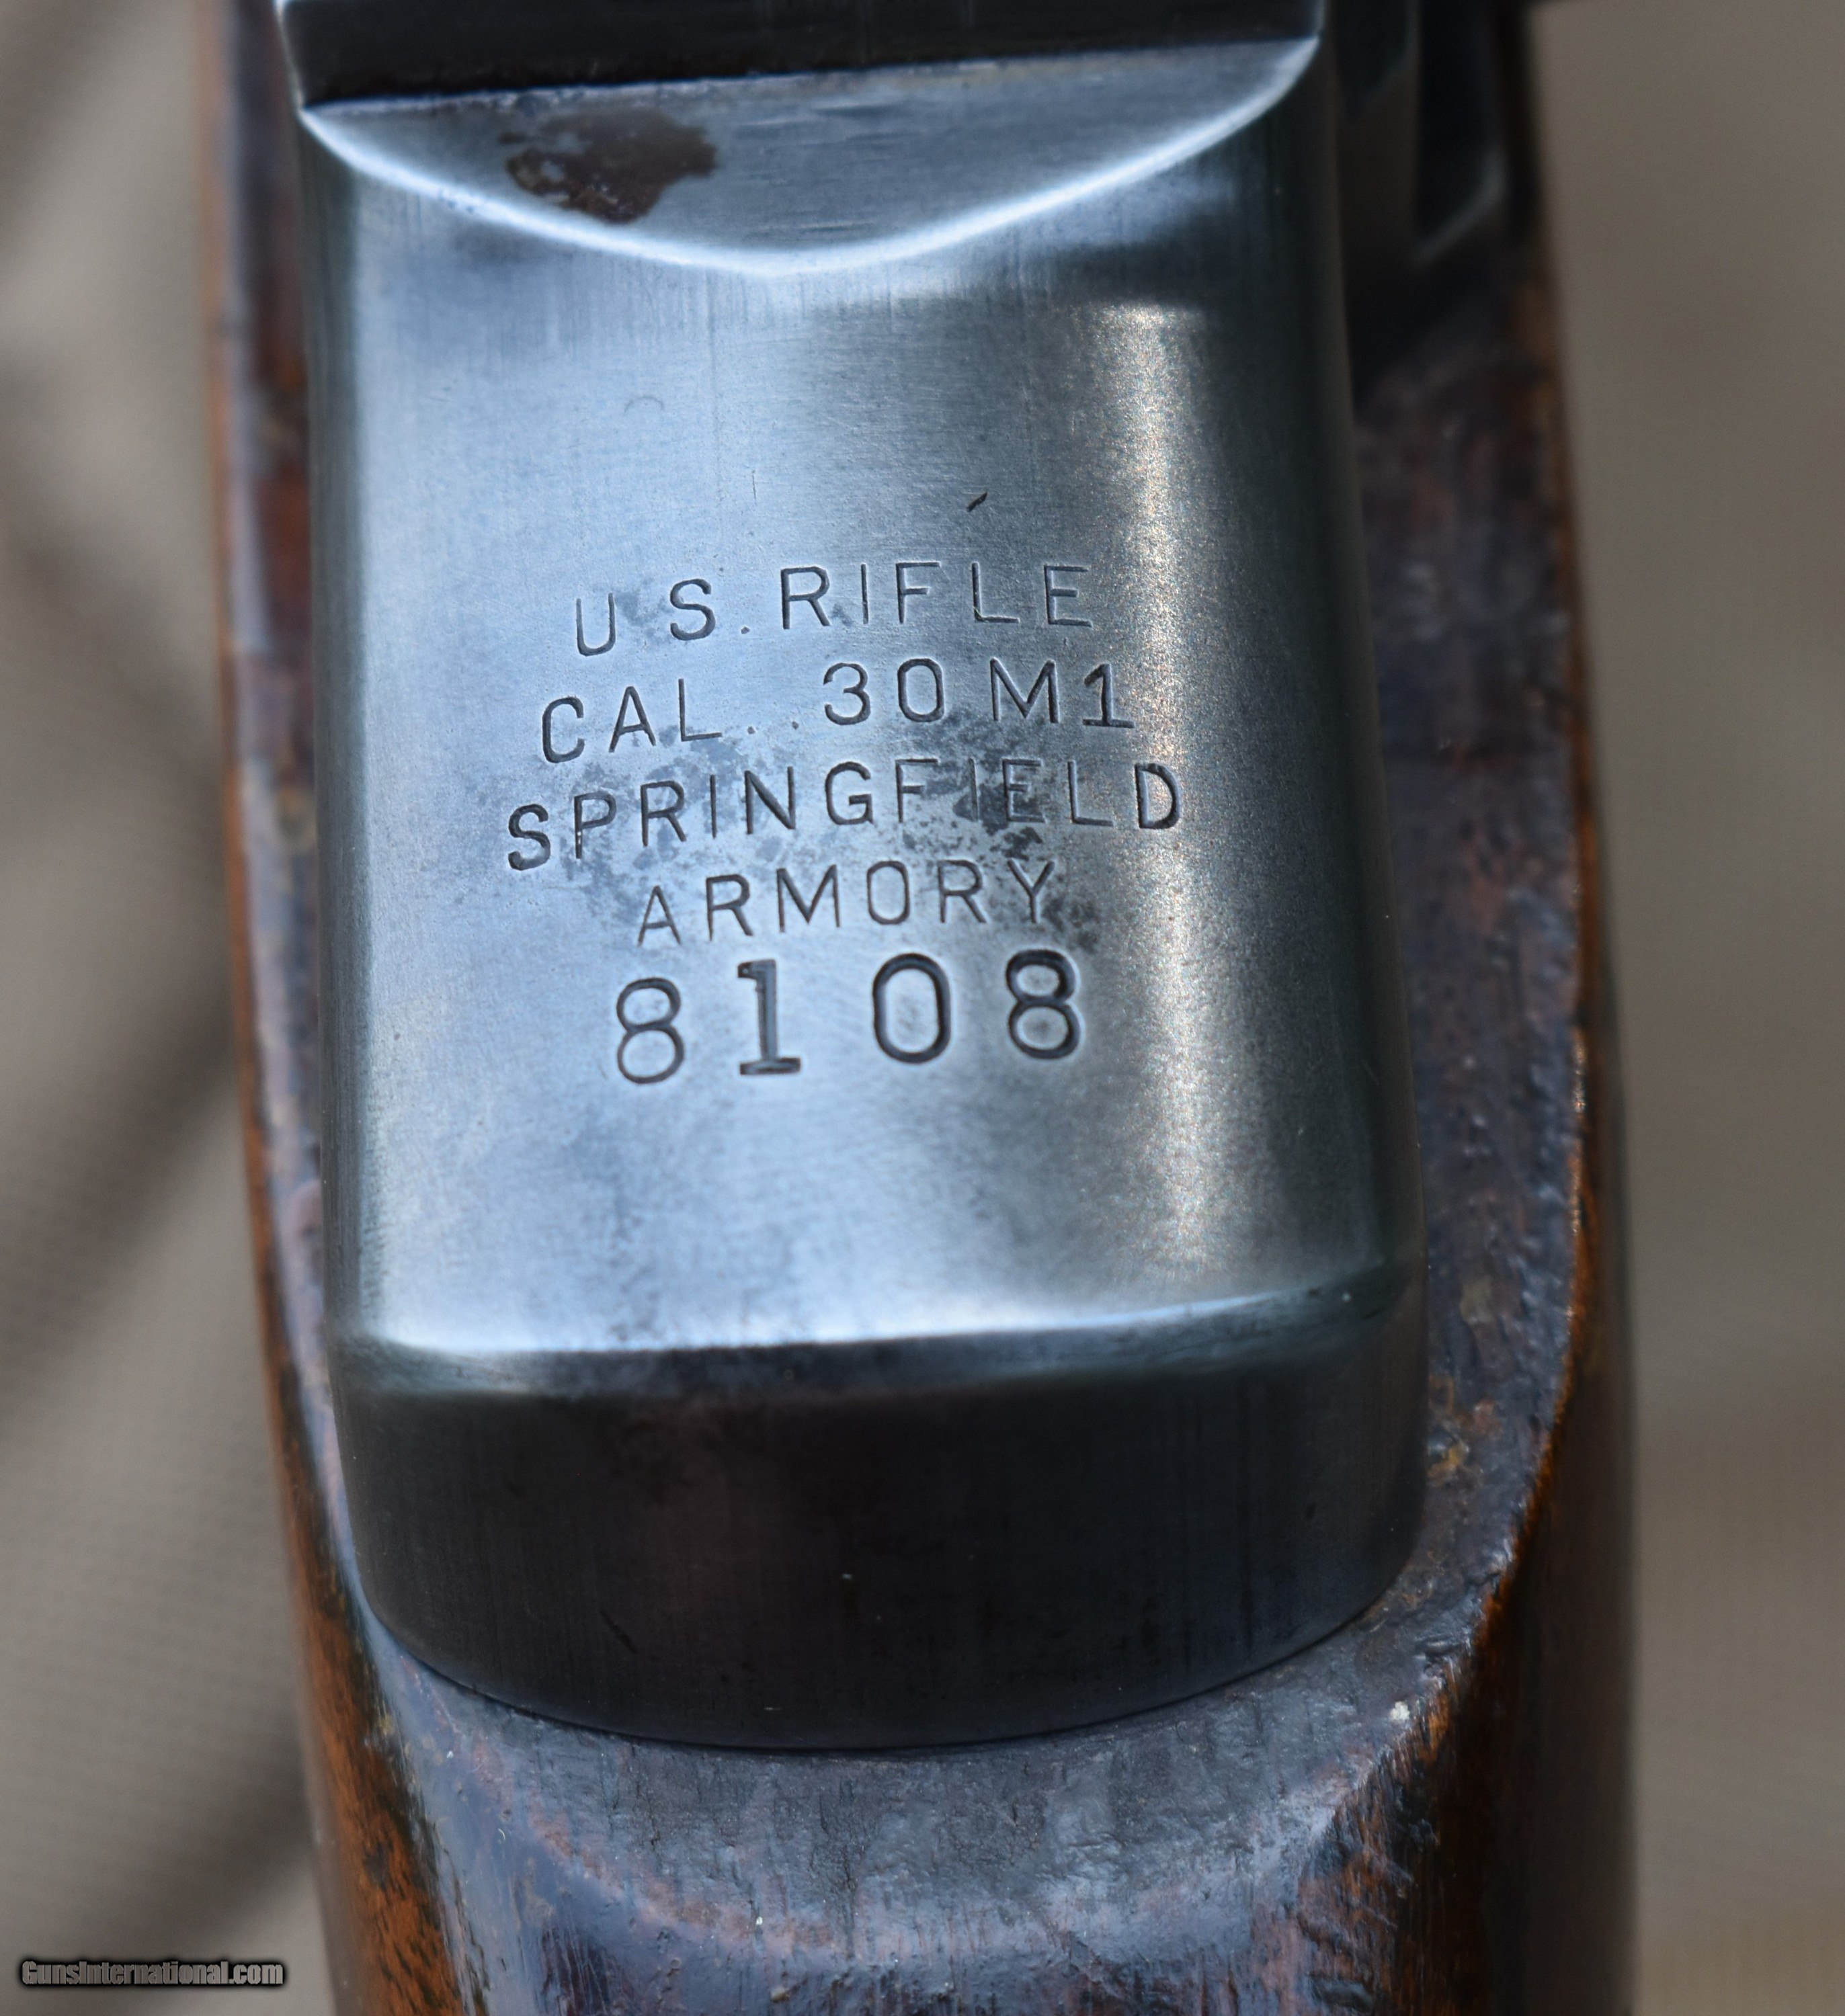 U.S. RIFLE
CAL. .30 M1
SPRINGFIELD
ARMORY
8108
GunsInternational.com